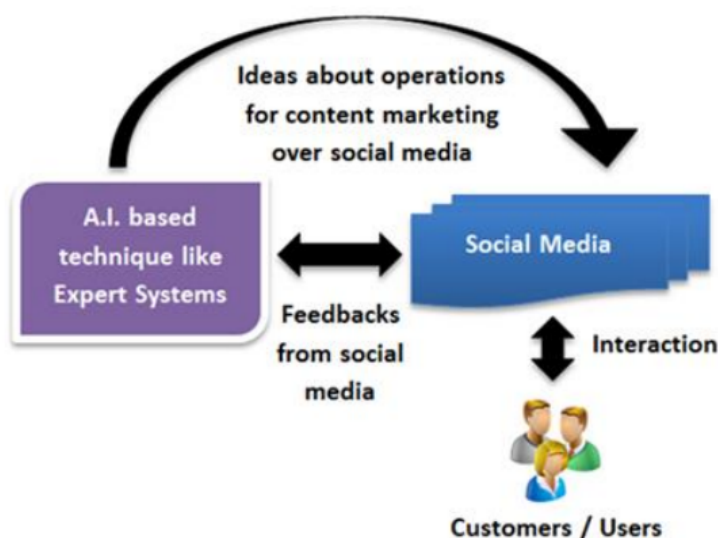 Ideas about operations
for content marketing
over social media
A.I. based
technique like
Expert Systems
Social Media
Feedbacks
from social
media
Interaction
Customers / Users